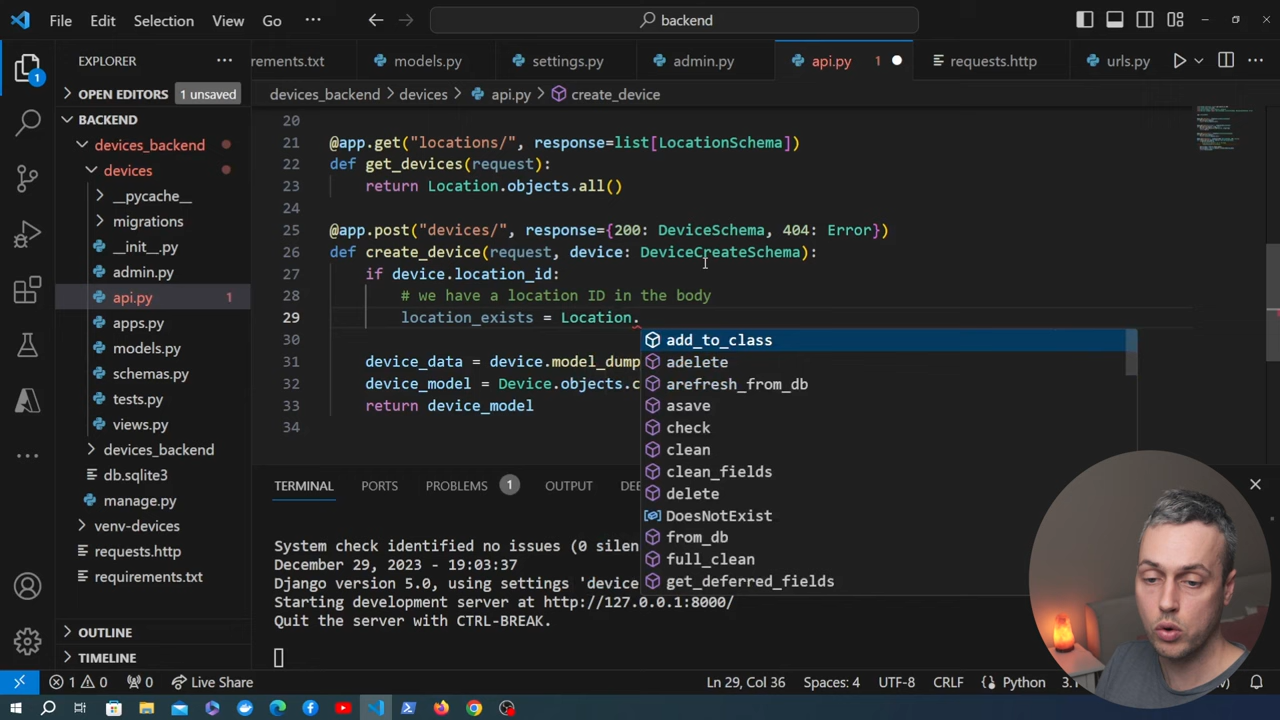 File Edit Selection View Go ··· backend
EXPLORER
rements.txt models.py settings.py admin.py api.py 1 requests.http urls.py
OPEN EDITORS 1 unsaved
devices_backend > devices > api.py > create_device
BACKEND
devices_backend
devices
__pycache__
migrations
__init__.py
admin.py
api.py 1
apps.py
models.py
schemas.py
tests.py
views.py
devices_backend
db.sqlite3
manage.py
venv-devices
requests.http
requirements.txt
OUTLINE
TIMELINE
20
21 @app.get("locations/", response=list[LocationSchema])
22 def get_devices(request):
23 return Location.objects.all()
24
25 @app.post("devices/", response={200: DeviceSchema, 404: Error})
26 def create_device(request, device: DeviceCreateSchema):
27 if device.location_id:
28 # we have a location ID in the body
29 location_exists = Location.
30
31 device_data = device.model_dump
32 device_model = Device.objects.c
33 return device_model
34
add_to_class
adelete
arefresh_from_db
asave
check
clean
clean_fields
delete
DoesNotExist
from_db
full_clean
get_deferred_fields
TERMINAL PORTS PROBLEMS 1 OUTPUT DE
System check identified no issues (0 silen
December 29, 2023 - 19:03:37
Django version 5.0, using settings 'device
Starting development server at http://127.0.0.1:8000/
Quit the server with CTRL-BREAK.
1 0 0 Live Share Ln 29, Col 36 Spaces: 4 UTF-8 CRLF Python 3.1